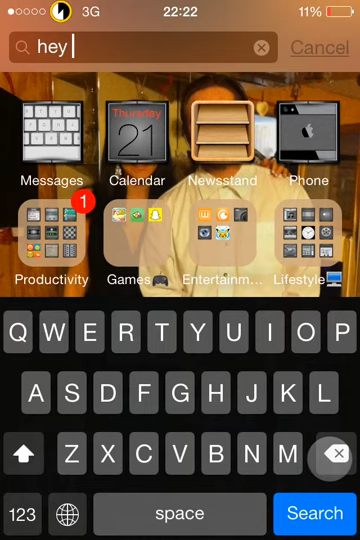 3G 22:22 11%
hey Cancel
Thursday
21
Messages Calendar Newsstand Phone
1
Productivity Games🎮 Entertainm... Lifestyle🖥️
Q W E R T Y U I O P
A S D F G H J K L
Z X C V B N M
123 space Search